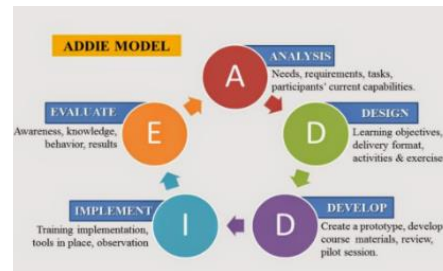 ADDIE MODEL
A
ANALYSIS
Needs, requirements, tasks,
participants' current capabilities.
D
DESIGN
Learning objectives,
delivery format,
activities & exercise
D
DEVELOP
Create a prototype, develop
course materials, review,
pilot session.
I
IMPLEMENT
Training implementation,
tools in place, observation
E
EVALUATE
Awareness, knowledge,
behavior, results